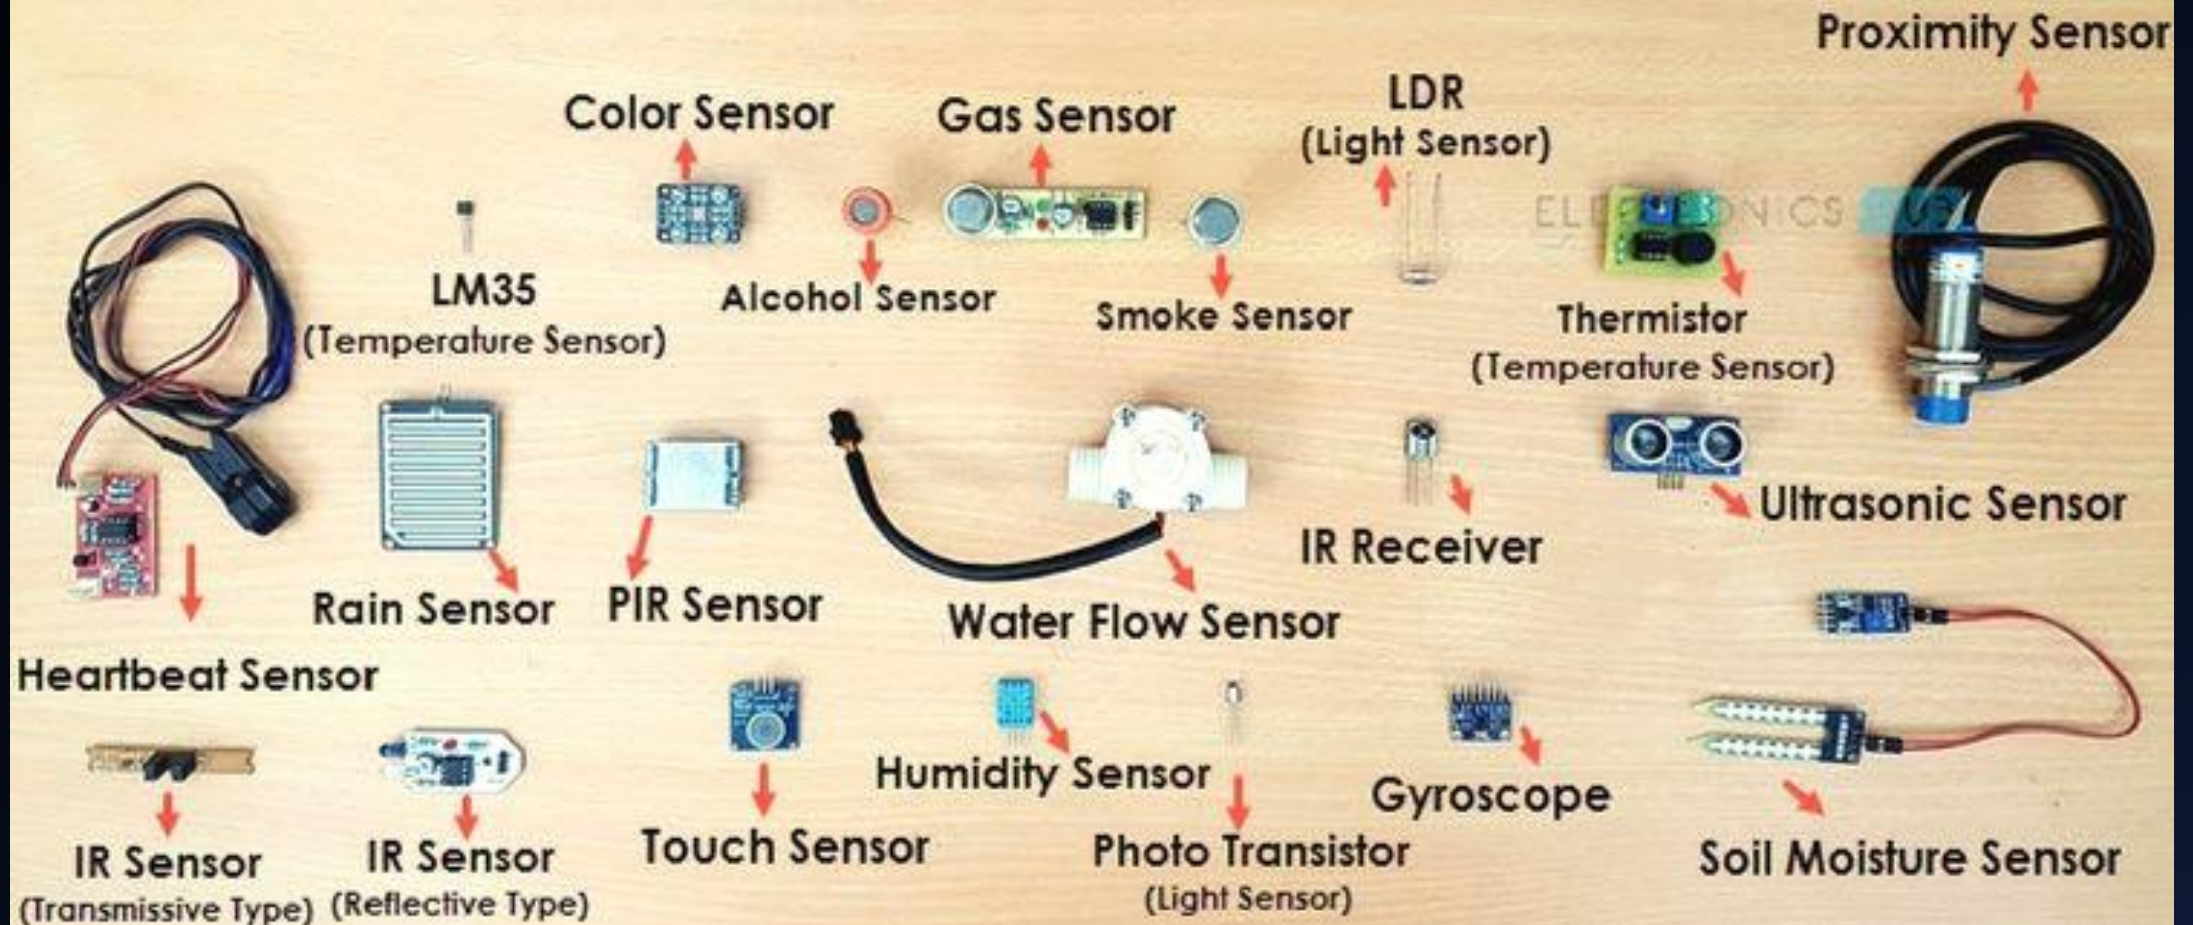 Proximity Sensor
Color Sensor
Gas Sensor
LDR
(Light Sensor)
ELECTRONICS HUB
LM35
(Temperature Sensor)
Alcohol Sensor
Smoke Sensor
Thermistor
(Temperature Sensor)
Ultrasonic Sensor
IR Receiver
Rain Sensor
PIR Sensor
Water Flow Sensor
Heartbeat Sensor
Humidity Sensor
Gyroscope
IR Sensor
(Transmissive Type)
IR Sensor
(Reflective Type)
Touch Sensor
Photo Transistor
(Light Sensor)
Soil Moisture Sensor